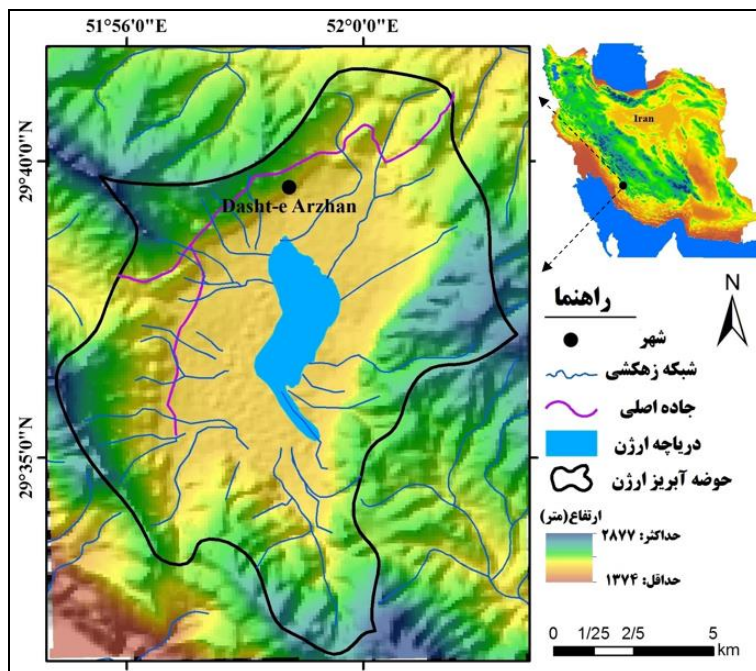 51°56'0"E
52°0'0"E
29°40'0"N
29°35'0"N
Dasht-e Arzhan
Iran
N
راهنما
شهر
شبکه زهکشی
جاده اصلی
دریاچه ارژن
حوضه آبریز ارژن
ارتفاع(متر)
حداکثر: ۲۸۷۷
حداقل: ۱۳۷۴
0 1/25 2/5 5
km